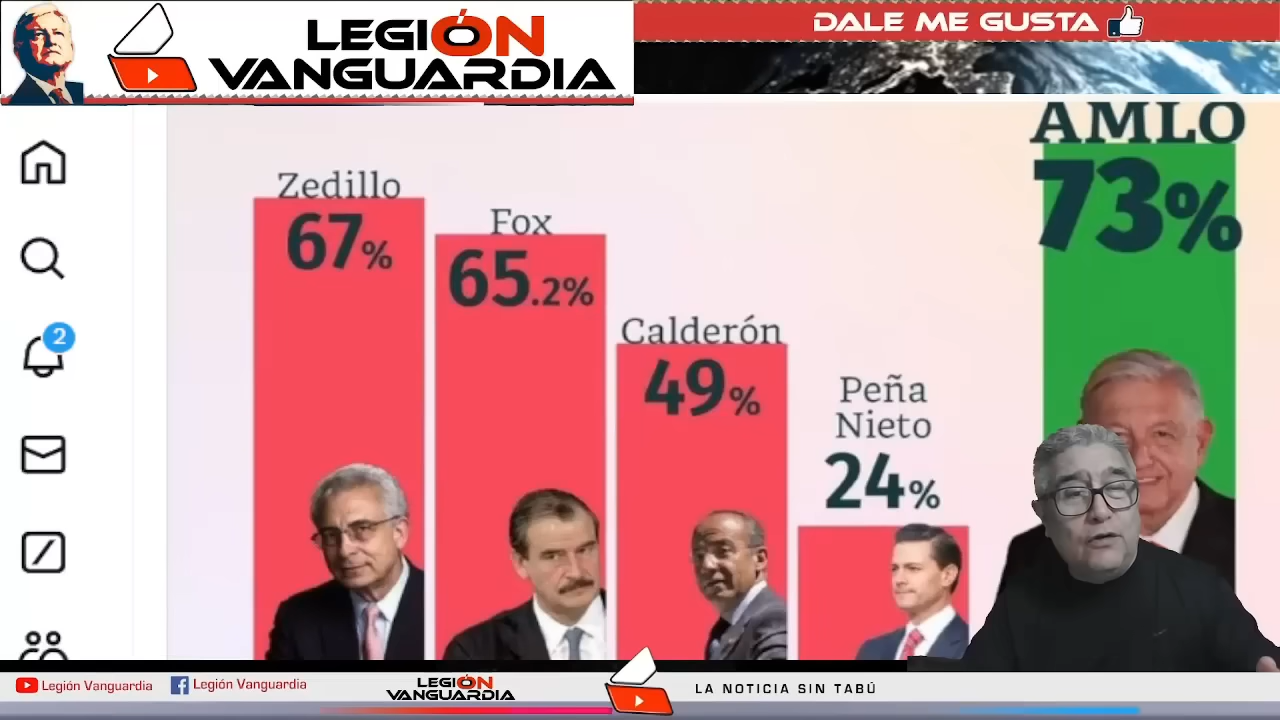 LEGIÓN
VANGUARDIA
DALE ME GUSTA
AMLO
73%
Zedillo
67%
Fox
65.2%
Calderón
49%
Peña
Nieto
24%
2
Legión Vanguardia
Legión Vanguardia
LEGIÓN
VANGUARDIA
LA NOTICIA SIN TABÚ